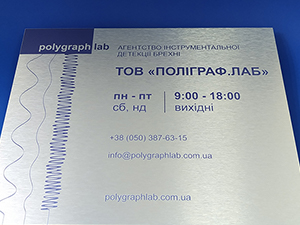 polygraph lab
АГЕНТСТВО ІНСТРУМЕНТАЛЬНОЇ
ДЕТЕКЦІЇ БРЕХНІ
ТОВ «ПОЛІГРАФ.ЛАБ»
пн - пт 9:00 - 18:00
сб, нд вихідні
+38 (050) 387-63-15
info@polygraphlab.com.ua
polygraphlab.com.ua